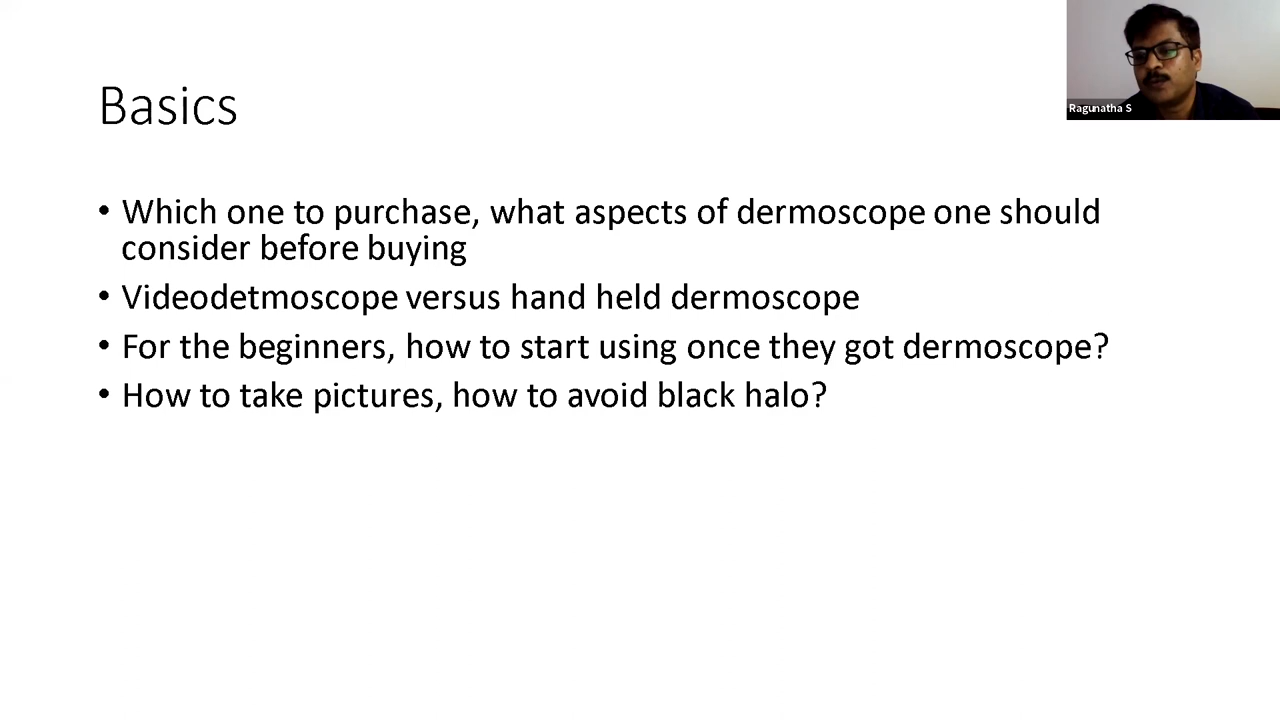 Ragunatha S
Basics
• Which one to purchase, what aspects of dermoscope one should
consider before buying
• Videodetmoscope versus hand held dermoscope
• For the beginners, how to start using once they got dermoscope?
• How to take pictures, how to avoid black halo?